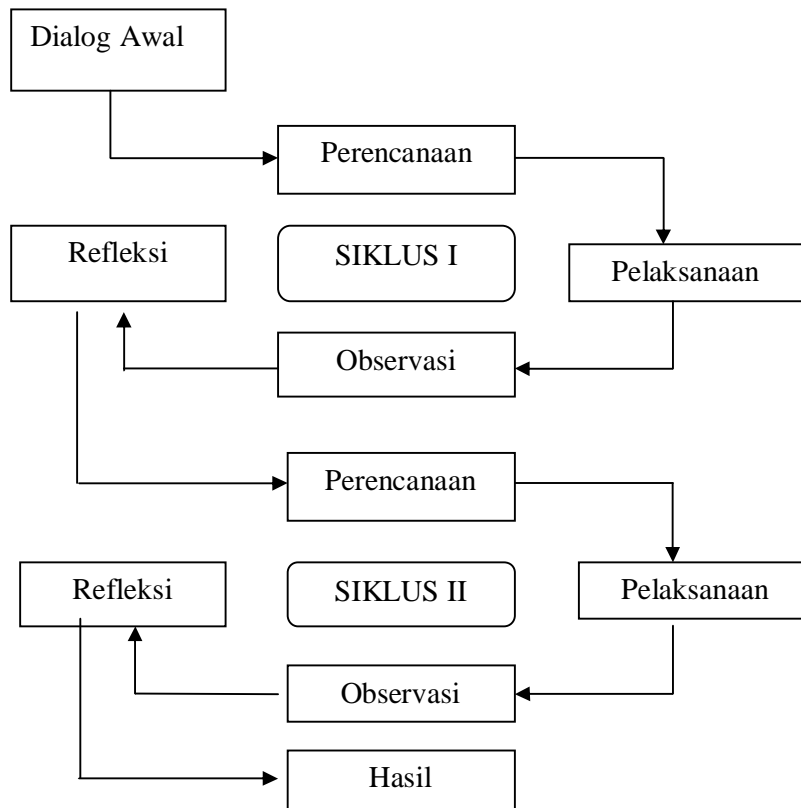 Dialog Awal
Perencanaan
Refleksi
SIKLUS I
Pelaksanaan
Observasi
Perencanaan
Refleksi
SIKLUS II
Pelaksanaan
Observasi
Hasil